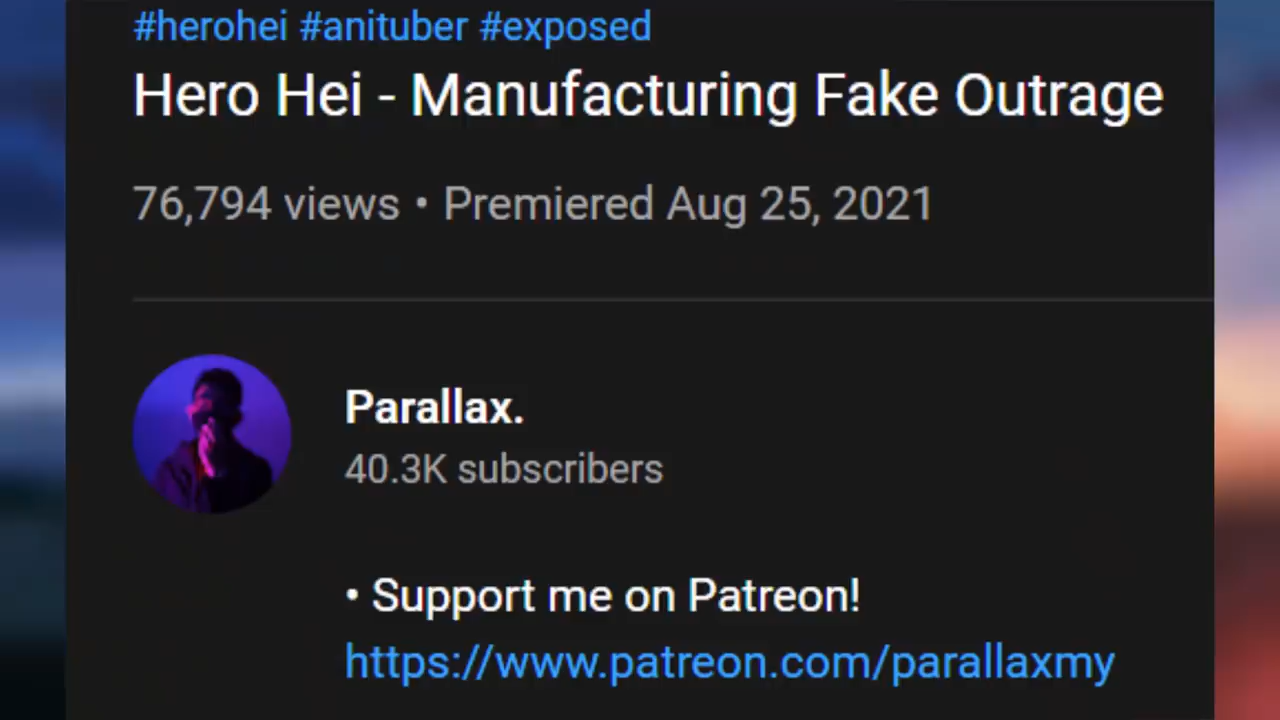 #herohei #anituber #exposed
Hero Hei - Manufacturing Fake Outrage
76,794 views • Premiered Aug 25, 2021
Parallax.
40.3K subscribers
• Support me on Patreon!
https://www.patreon.com/parallaxmy